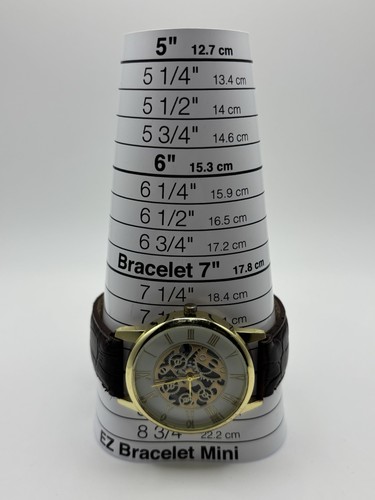 5" 12.7 cm
5 1/4" 13.4 cm
5 1/2" 14 cm
5 3/4" 14.6 cm
6" 15.3 cm
6 1/4" 15.9 cm
6 1/2" 16.5 cm
6 3/4" 17.2 cm
Bracelet 7" 17.8 cm
7 1/4" 18.4 cm
8 3/4" 22.2 cm
EZ Bracelet Mini